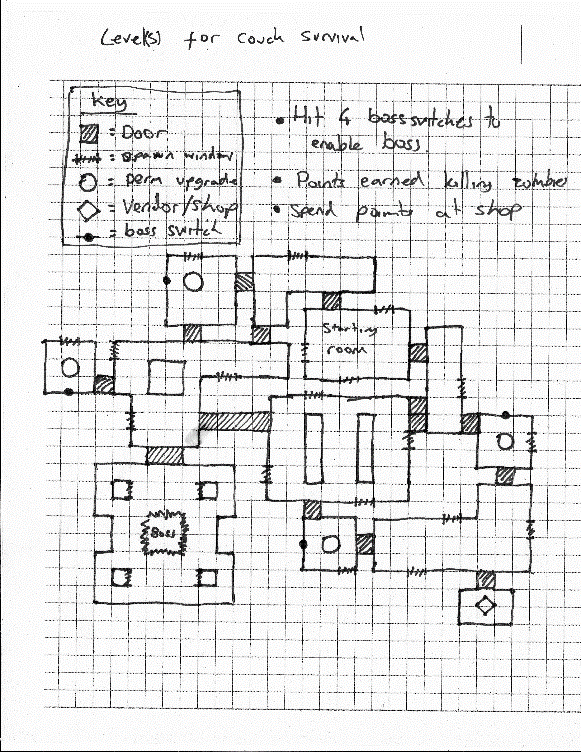 Level(s) for couch survival
Key
= Door
= Spawn window
= perm upgrade
= Vendor/shop
= boss switch
• Hit 4 boss switches to
enable boss
• Points earned killing zombies
• Spend points at shop
Starting
room
Boss